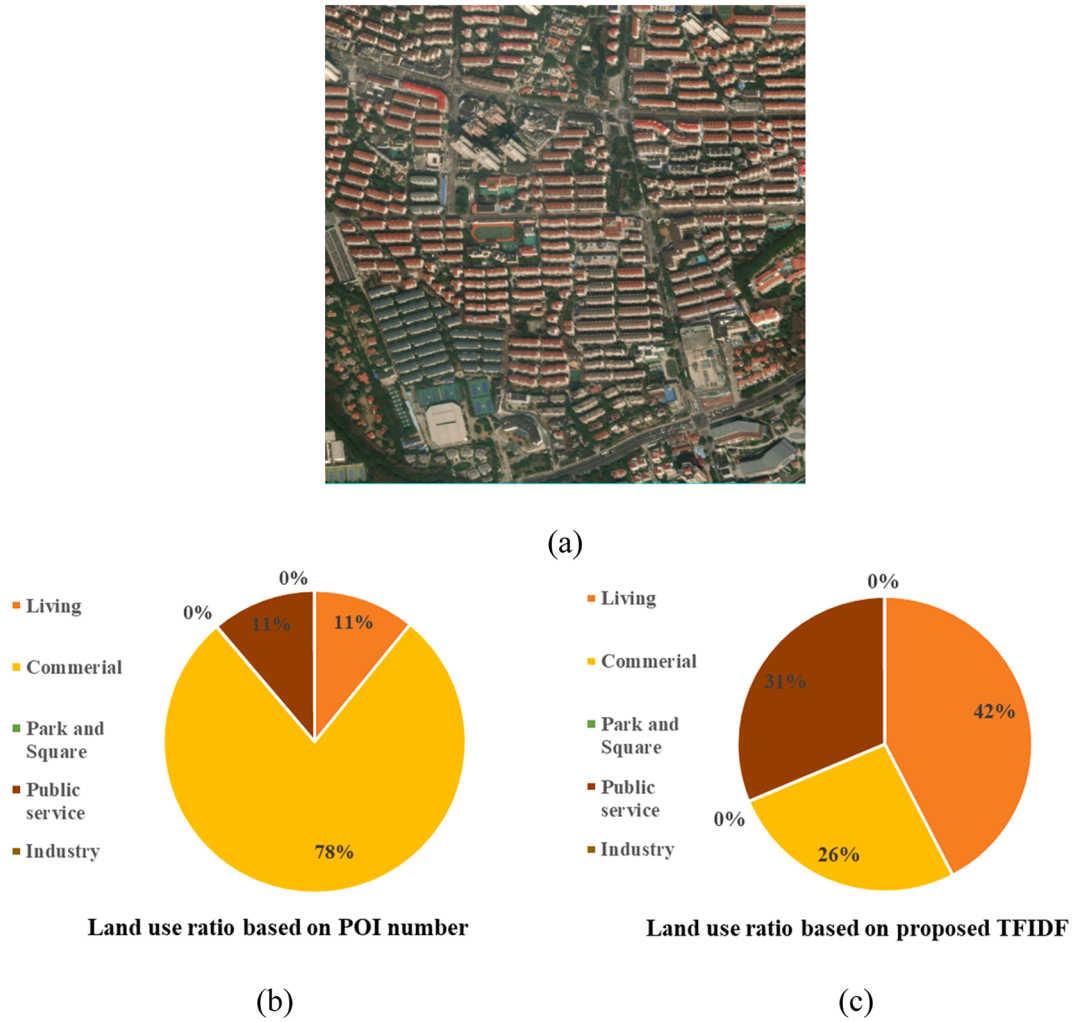 (a)
0%
0%
11%
11%
78%
Living
Commerial
Park and
Square
Public
service
Industry
Land use ratio based on POI number
(b)
0%
31%
42%
0%
26%
Living
Commerial
Park and
Square
Public
service
Industry
Land use ratio based on proposed TFIDF
(c)